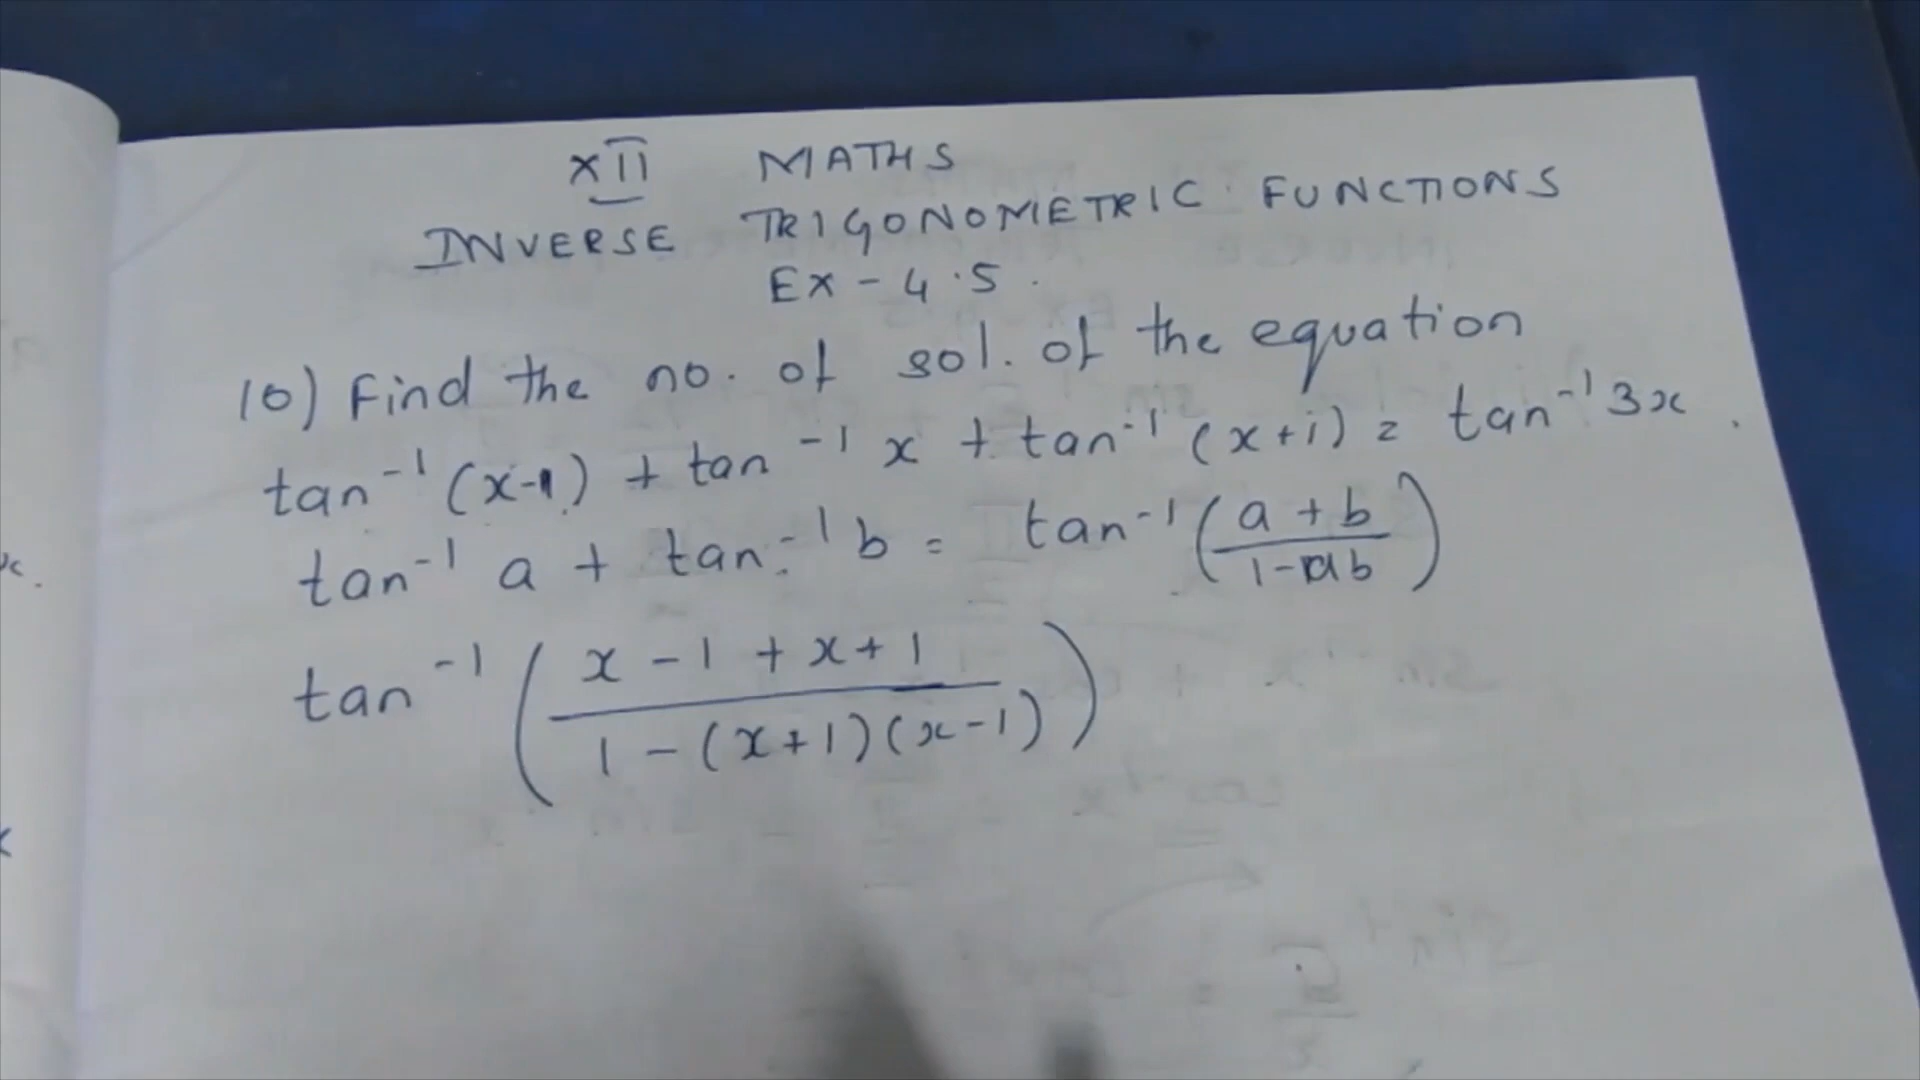 XII MATHS
INVERSE TRIGONOMETRIC FUNCTIONS
EX - 4.5.
10) Find the no. of sol. of the equation
tan⁻¹ (x-1) + tan⁻¹ x + tan⁻¹ (x+1) = tan⁻¹ 3x.
tan⁻¹ a + tan⁻¹ b = tan⁻¹ (a + b / 1-ab)
tan⁻¹ (x - 1 + x + 1 / 1 - (x+1)(x-1))